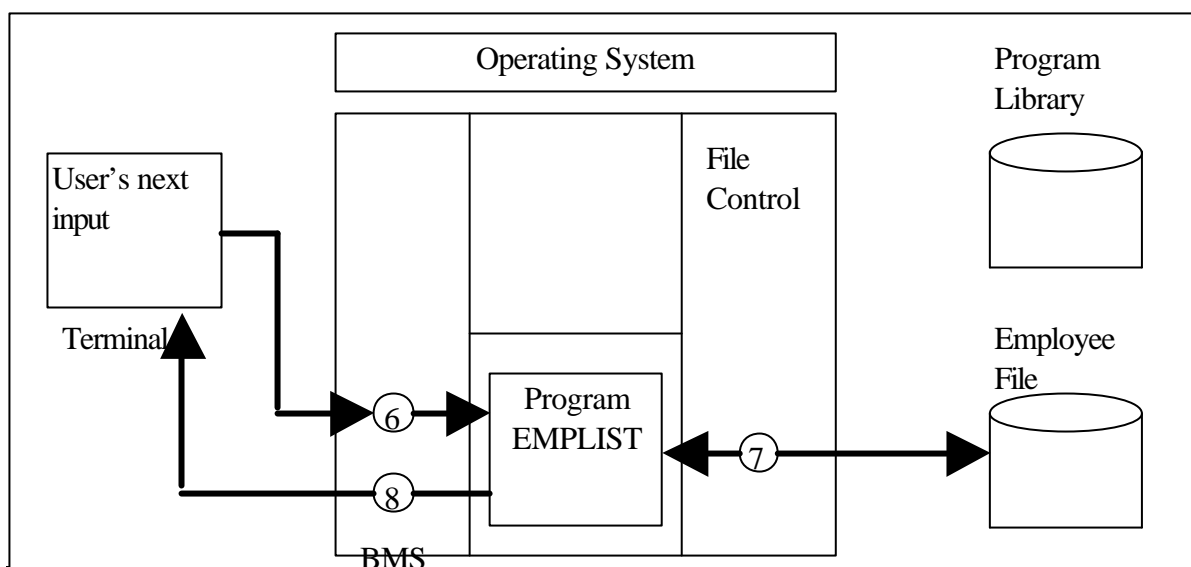 Operating System
Program
Library
User's next
input
File
Control
Terminal
Employee
File
Program
EMPLIST
6
7
8
BMS